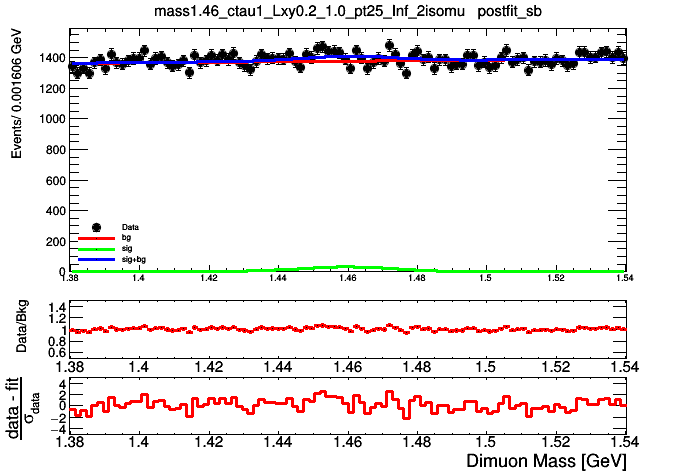 mass1.46_ctau1_Lxy0.2_1.0_pt25_Inf_2isomu postfit_sb
Events/ 0.001606 GeV
1400
1200
1000
800
600
400
200
0
Data
bg
sig
sig+bg
1.38 1.4 1.42 1.44 1.46 1.48 1.5 1.52 1.54
Data/Bkg
1.4
1.2
1
0.8
0.6
1.38 1.4 1.42 1.44 1.46 1.48 1.5 1.52 1.54
data - fit
σdata
4
2
0
−2
−4
1.38 1.4 1.42 1.44 1.46 1.48 1.5 1.52 1.54
Dimuon Mass [GeV]